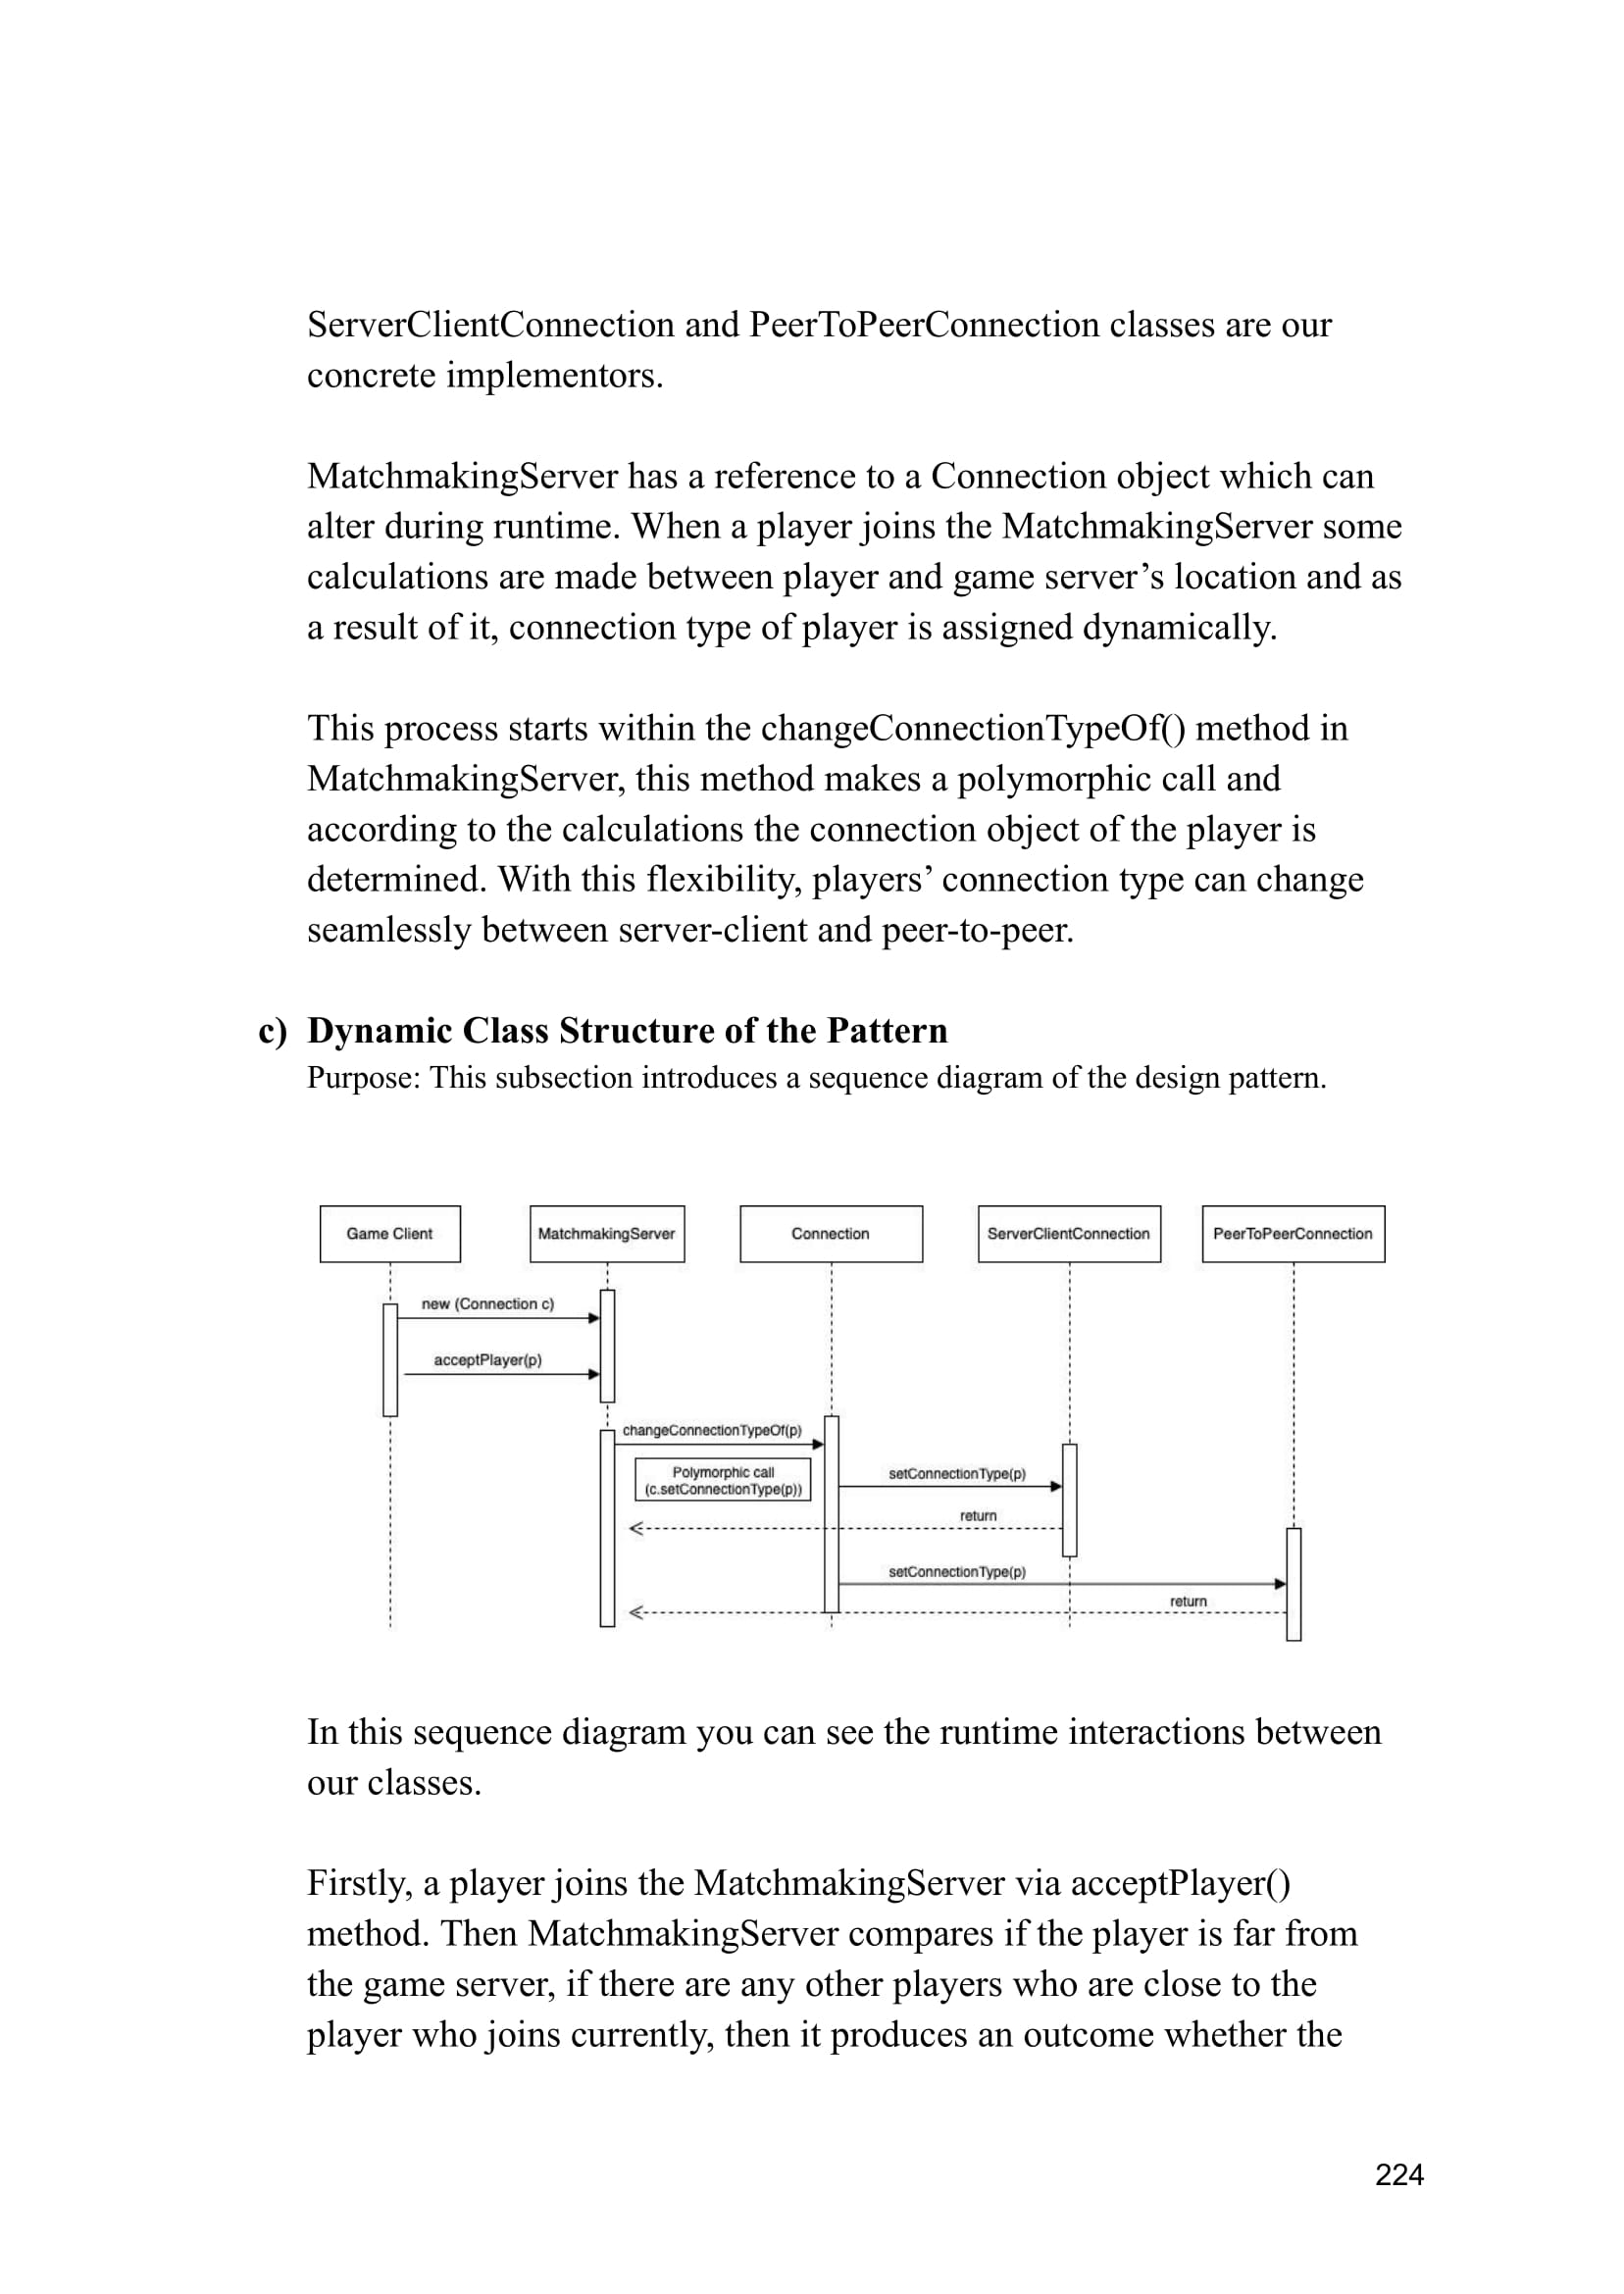 ServerClientConnection and PeerToPeerConnection classes are our
concrete implementors.
MatchmakingServer has a reference to a Connection object which can
alter during runtime. When a player joins the MatchmakingServer some
calculations are made between player and game server’s location and as
a result of it, connection type of player is assigned dynamically.
This process starts within the changeConnectionTypeOf() method in
MatchmakingServer, this method makes a polymorphic call and
according to the calculations the connection object of the player is
determined. With this flexibility, players’ connection type can change
seamlessly between server-client and peer-to-peer.
c) Dynamic Class Structure of the Pattern
Purpose: This subsection introduces a sequence diagram of the design pattern.
Game Client MatchmakingServer Connection ServerClientConnection PeerToPeerConnection
new (Connection c)
acceptPlayer(p)
changeConnectionTypeOf(p)
Polymorphic call
(c.setConnectionType(p))
setConnectionType(p)
return
setConnectionType(p)
return
In this sequence diagram you can see the runtime interactions between
our classes.
Firstly, a player joins the MatchmakingServer via acceptPlayer()
method. Then MatchmakingServer compares if the player is far from
the game server, if there are any other players who are close to the
player who joins currently, then it produces an outcome whether the
224